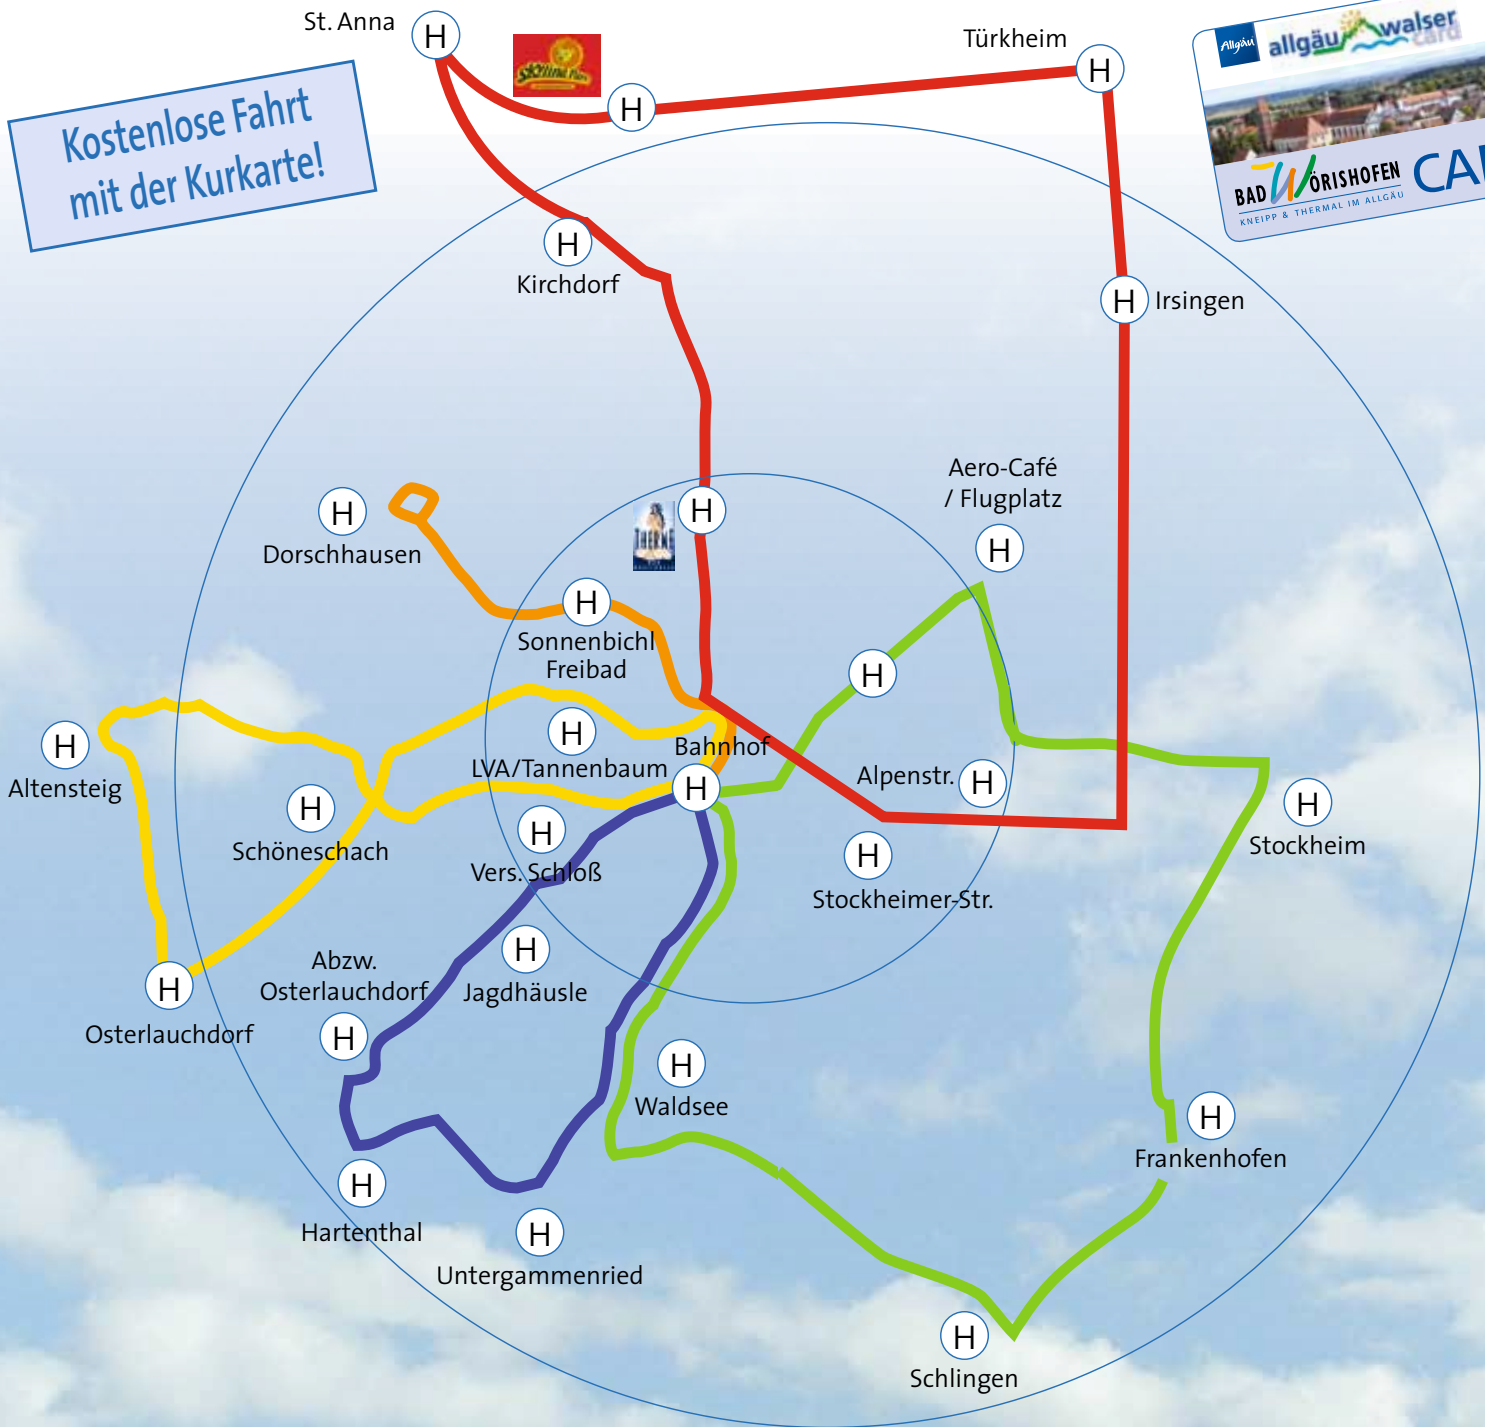 St. Anna
H
Türkheim
H
H
Allgäu
allgäu walser
card
Kostenlose Fahrt
mit der Kurkarte!
BAD WÖRISHOFEN
KNEIPP & THERMAL IM ALLGÄU
H
Kirchdorf
H
Irsingen
Aero-Café
/ Flugplatz
H
H
THERME
H
Dorschhausen
H
Sonnenbichl
Freibad
H
H
LVA/Tannenbaum
Bahnhof
H
H
Altensteig
Alpenstr.
H
H
Schöneschach
H
Stockheim
H
Vers. Schloß
H
Stockheimer-Str.
H
Jagdhäusle
Abzw.
Osterlauchdorf
H
H
Osterlauchdorf
H
Waldsee
H
Frankenhofen
H
Hartenthal
H
Untergammenried
H
Schlingen